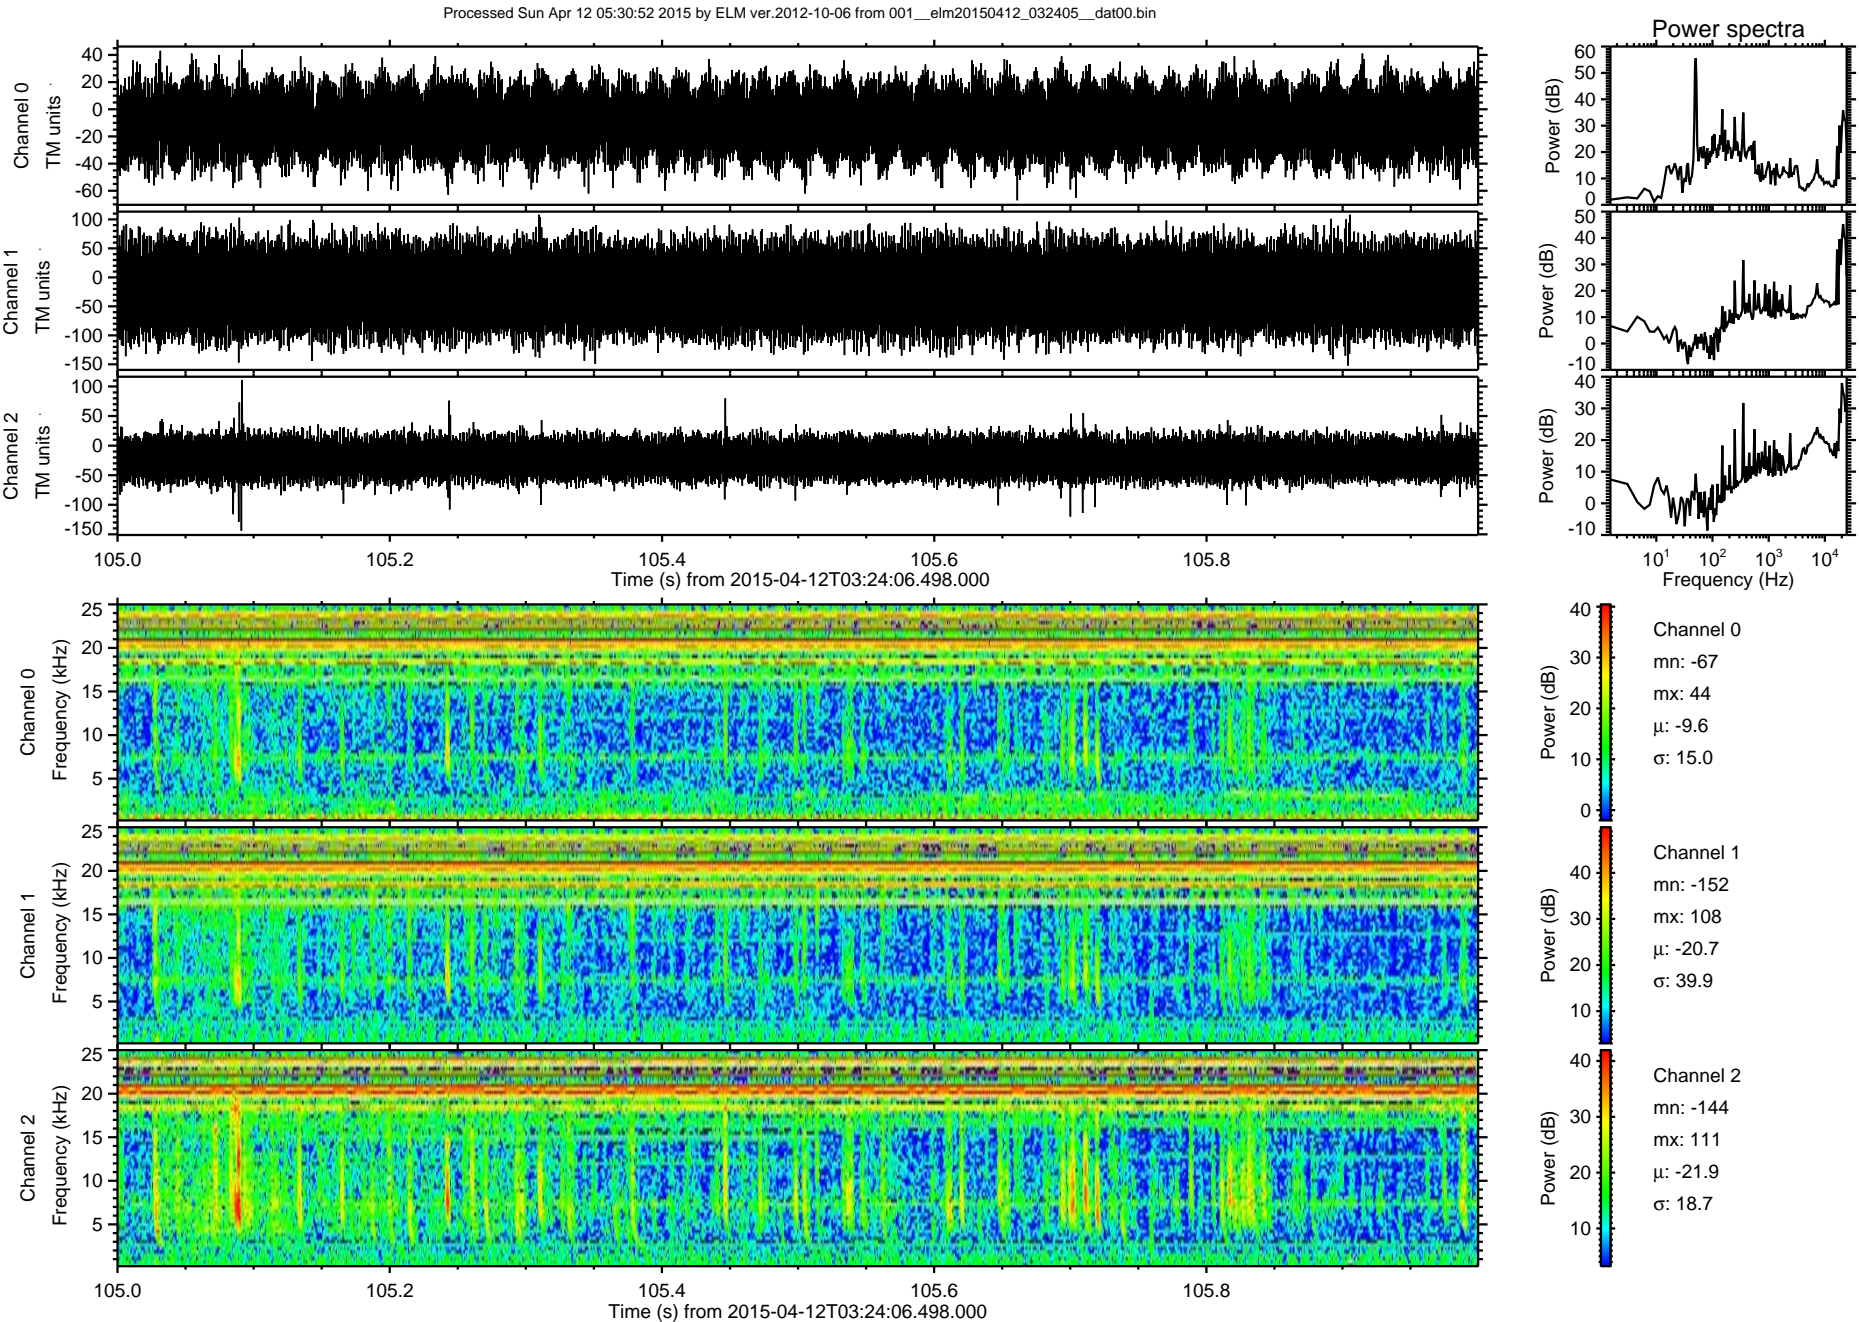 Processed Sun Apr 12 05:30:52 2015 by ELM ver.2012-10-06 from 001__elm20150412_032405__dat00.bin
Power spectra
Channel 0
TM units
40
20
0
-20
-40
-60
Power (dB)
60
50
40
30
20
10
0
Channel 1
TM units
100
50
0
-50
-100
-150
Power (dB)
50
40
30
20
10
0
-10
Channel 2
TM units
100
50
0
-50
-100
-150
Power (dB)
40
30
20
10
0
-10
105.0 105.2 105.4 105.6 105.8
Time (s) from 2015-04-12T03:24:06.498.000
10¹ 10² 10³ 10⁴
Frequency (Hz)
Channel 0
Frequency (kHz)
25
20
15
10
5
Power (dB)
40
30
20
10
0
Channel 0
mn: -67
mx: 44
μ: -9.6
σ: 15.0
Channel 1
Frequency (kHz)
25
20
15
10
5
Power (dB)
40
30
20
10
Channel 1
mn: -152
mx: 108
μ: -20.7
σ: 39.9
Channel 2
Frequency (kHz)
25
20
15
10
5
Power (dB)
40
30
20
10
Channel 2
mn: -144
mx: 111
μ: -21.9
σ: 18.7
105.0 105.2 105.4 105.6 105.8
Time (s) from 2015-04-12T03:24:06.498.000